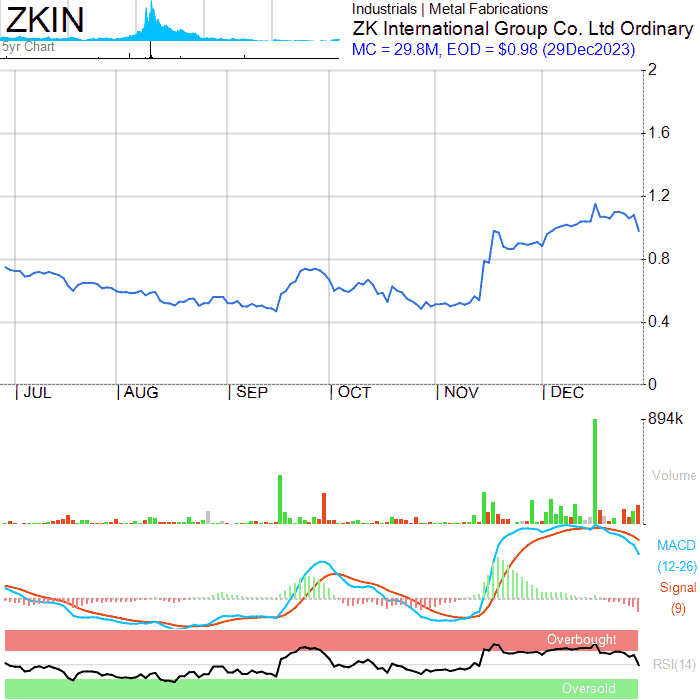 ZKIN
5yr Chart
Industrials | Metal Fabrications
ZK International Group Co. Ltd Ordinary
MC = 29.8M, EOD = $0.98 (29Dec2023)
2
1.6
1.2
0.8
0.4
0
JUL AUG SEP OCT NOV DEC
894k
Volume
MACD
(12-26)
Signal
(9)
Overbought
RSI(14)
Oversold